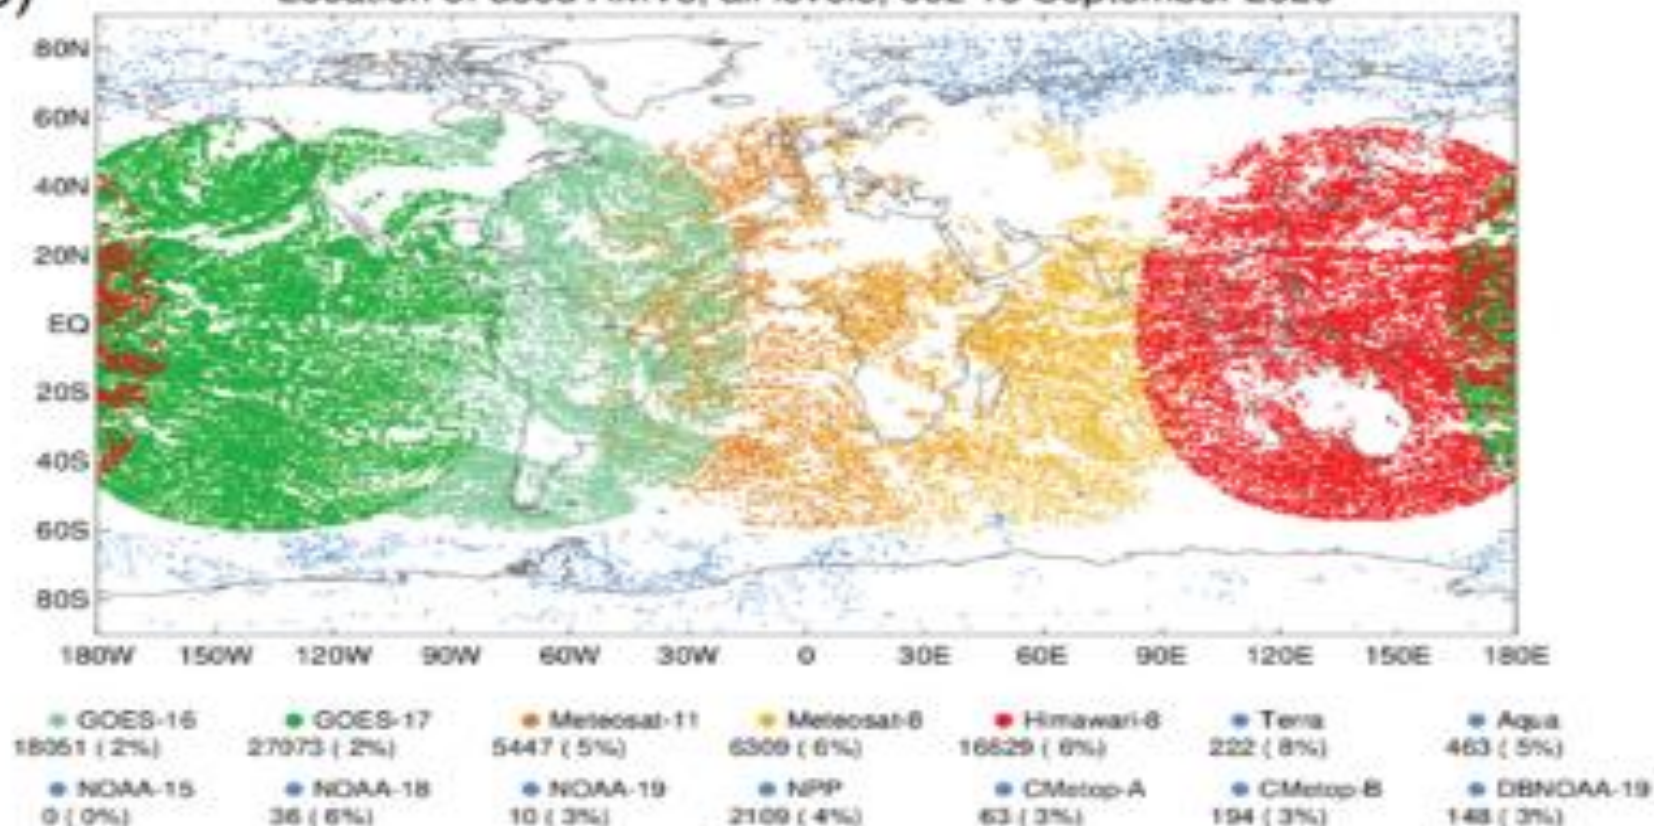 80N
60N
40N
20N
EQ
20S
40S
60S
80S
180W 150W 120W 90W 60W 30W 0 30E 60E 90E 120E 150E 180E
GOES-16 GOES-17 Meteosat-11 Meteosat-8 Himawari-8 Terra Aqua
18051 ( 2%) 27073 ( 2%) 5447 ( 5%) 6309 ( 6%) 16629 ( 6%) 222 ( 8%) 463 ( 5%)
NOAA-15 NOAA-18 NOAA-19 NPP CMetop-A CMetop-B DBNOAA-19
0 ( 0%) 36 ( 6%) 10 ( 3%) 2109 ( 4%) 63 ( 3%) 194 ( 3%) 148 ( 3%)